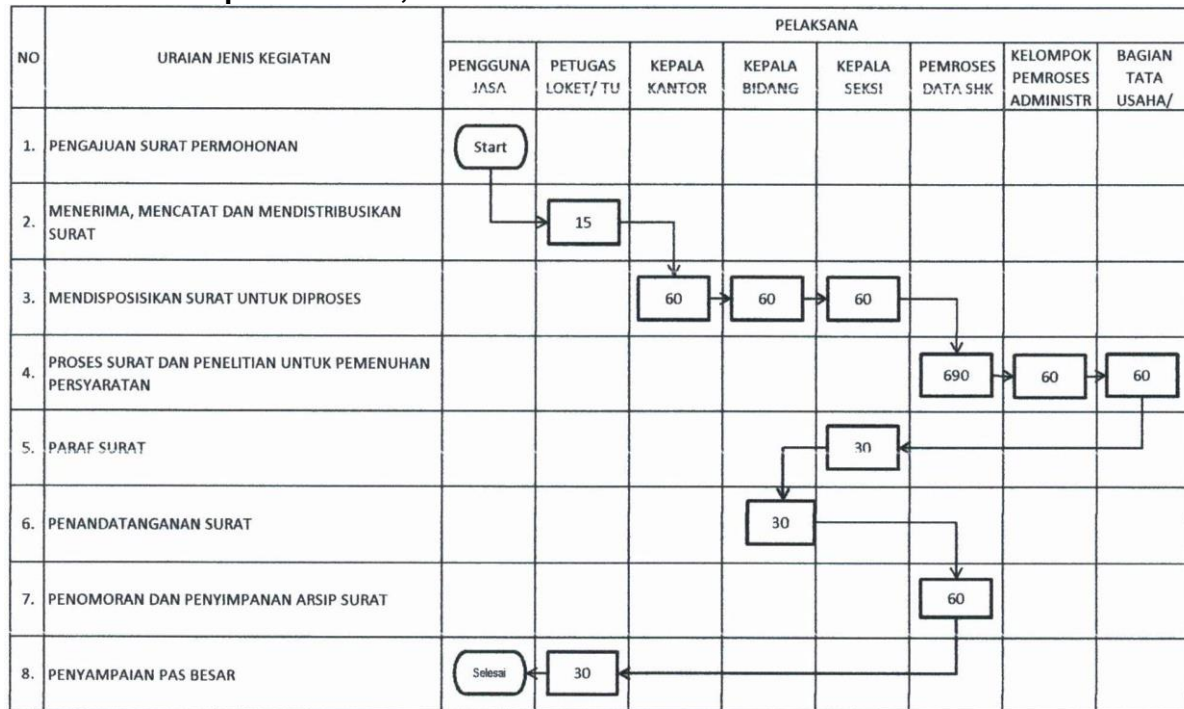 NO
URAIAN JENIS KEGIATAN
PELAKSANA
PENGGUNA
JASA
PETUGAS
LOKET/ TU
KEPALA
KANTOR
KEPALA
BIDANG
KEPALA
SEKSI
PEMROSES
DATA SHK
KELOMPOK
PEMROSES
ADMINISTR
BAGIAN
TATA
USAHA/
1. PENGAJUAN SURAT PERMOHONAN
Start
2. MENERIMA, MENCATAT DAN MENDISTRIBUSIKAN
SURAT
15
3. MENDISPOSISIKAN SURAT UNTUK DIPROSES
60 60 60
4. PROSES SURAT DAN PENELITIAN UNTUK PEMENUHAN
PERSYARATAN
690 60 60
5. PARAF SURAT
30
6. PENANDATANGANAN SURAT
30
7. PENOMORAN DAN PENYIMPANAN ARSIP SURAT
60
8. PENYAMPAIAN PAS BESAR
Selesai 30